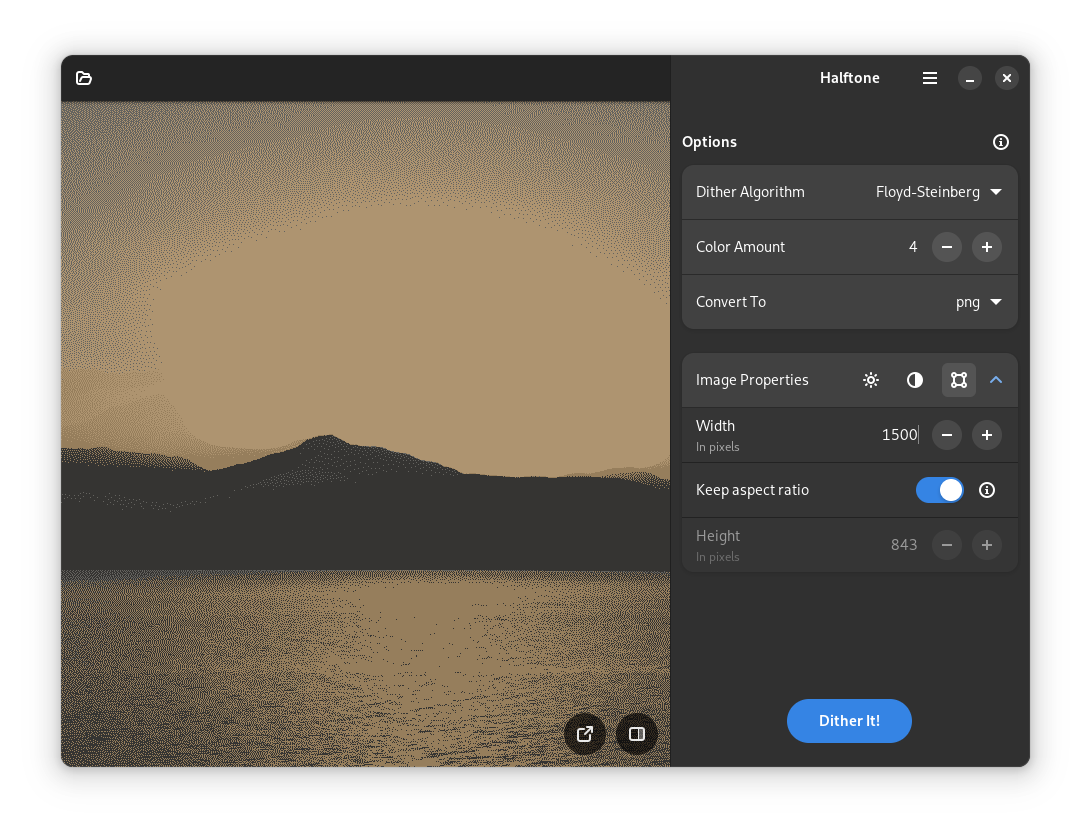 Halftone
Options
Dither Algorithm Floyd-Steinberg
Color Amount 4
Convert To png
Image Properties
Width
In pixels
1500
Keep aspect ratio
Height
In pixels
843
Dither It!